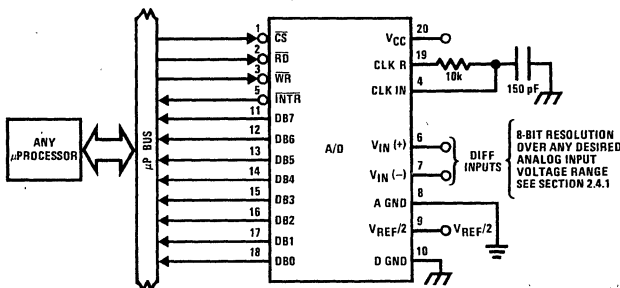 ANY
μPROCESSOR
μP BUS
1
CS
2
RD
3
WR
5
INTR
11
DB7
12
DB6
13
DB5
14
DB4
15
DB3
16
DB2
17
DB1
18
DB0
A/D
VCC
20
CLK R
19
10k
CLK IN
4
150 pF
VIN (+)
6
VIN (−)
7
DIFF
INPUTS
8-BIT RESOLUTION
OVER ANY DESIRED
ANALOG INPUT
VOLTAGE RANGE
SEE SECTION 2.4.1
A GND
8
VREF/2
9
VREF/2
D GND
10